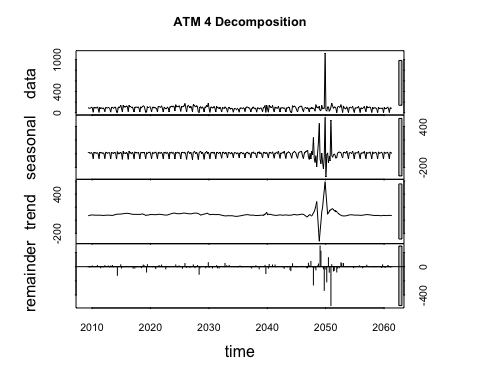 ATM 4 Decomposition
data
0 400 1000
seasonal
-200 400
trend
-200 400
remainder
-400 0
2010 2020 2030 2040 2050 2060
time